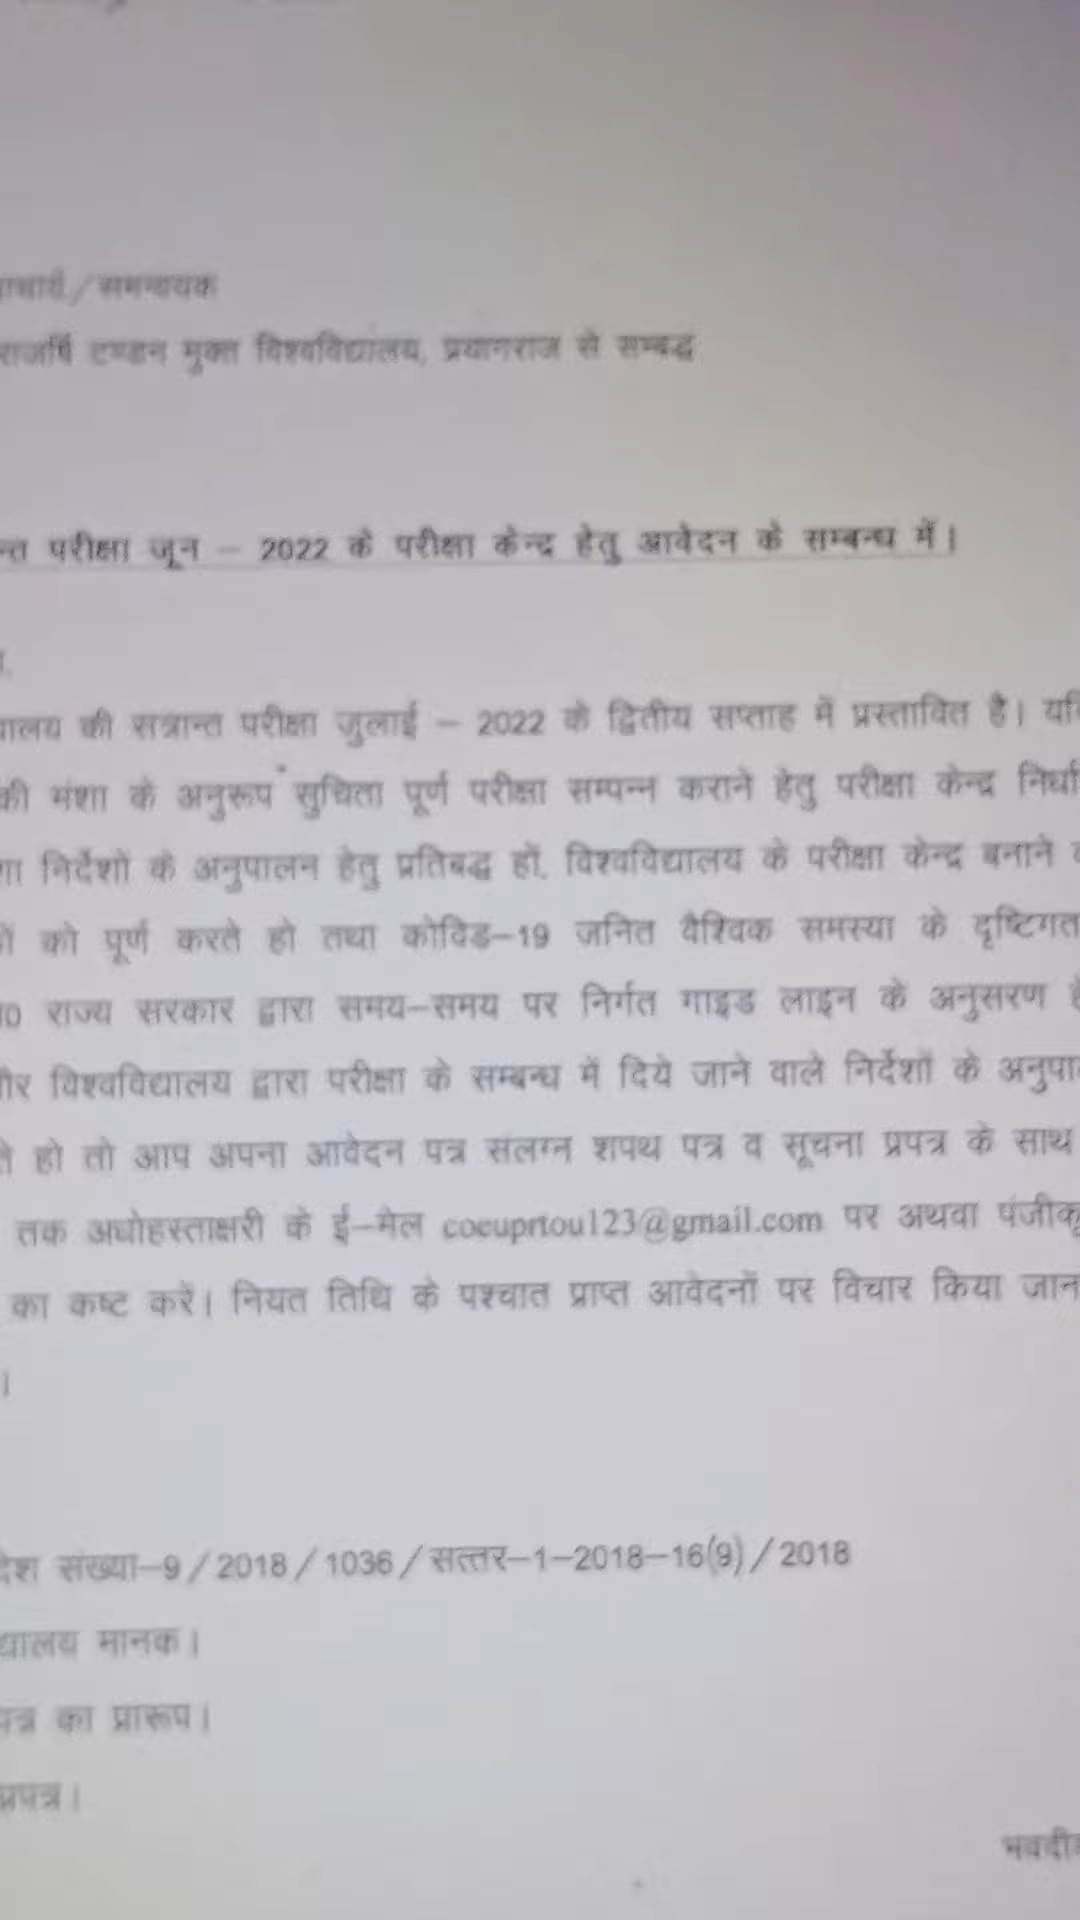 /समन्वयक
राजर्षि टण्डन मुक्त विश्वविद्यालय, प्रयागराज से सम्बद्ध
न्त परीक्षा जून – 2022 के परीक्षा केन्द्र हेतु आवेदन के सम्बन्ध में।
यालय की सत्रान्त परीक्षा जुलाई – 2022 के द्वितीय सप्ताह में प्रस्तावित है। यदि
की मंशा के अनुरूप सुचिता पूर्ण परीक्षा सम्पन्न कराने हेतु परीक्षा केन्द्र निर्धा
शा निर्देशों के अनुपालन हेतु प्रतिबद्ध हों, विश्वविद्यालय के परीक्षा केन्द्र बनाने
को पूर्ण करते हो तथा कोविड–19 जनित वैश्विक समस्या के दृष्टिगत
राज्य सरकार द्वारा समय–समय पर निर्गत गाइड लाइन के अनुसरण
और विश्वविद्यालय द्वारा परीक्षा के सम्बन्ध में दिये जाने वाले निर्देशों के अनुपा
हो तो आप अपना आवेदन पत्र संलग्न शपथ पत्र व सूचना प्रपत्र के साथ
तक अधोहस्ताक्षरी के ई–मेल coeuprtou123@gmail.com पर अथवा पंजीकृ
का कष्ट करें। नियत तिथि के पश्चात प्राप्त आवेदनों पर विचार किया जान
।
देश संख्या–9/2018/1036/सत्तर–1–2018–16(9)/2018
द्यालय मानक।
पत्र का प्रारूप।
प्रपत्र।
भवदी